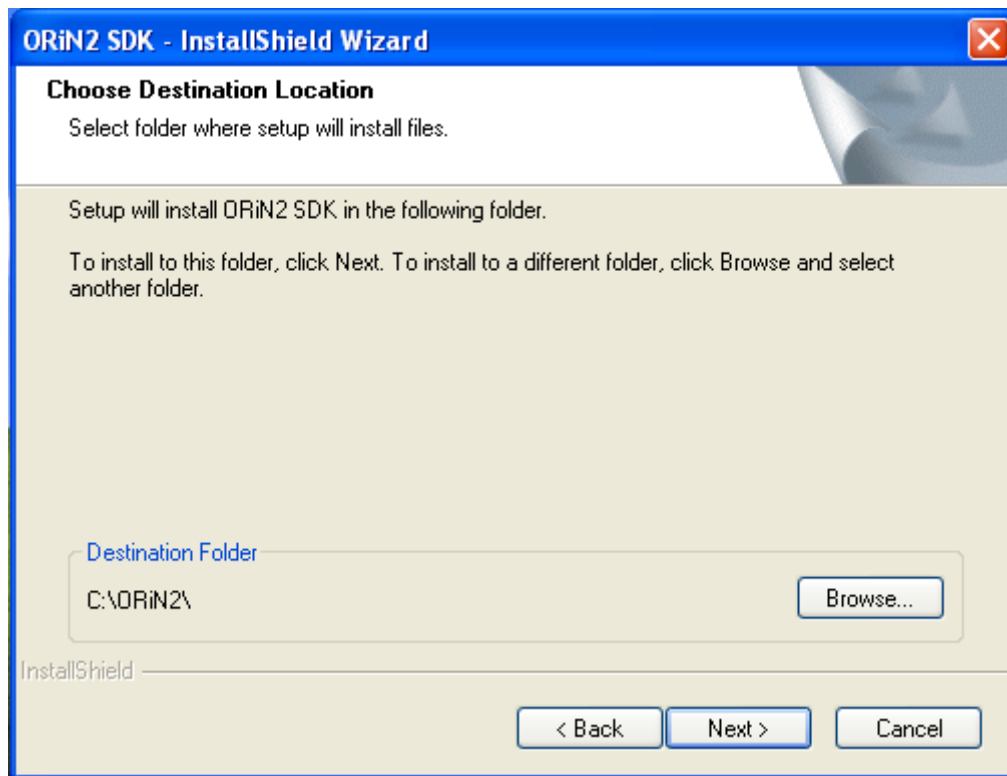 ORiN2 SDK - InstallShield Wizard
Choose Destination Location
Select folder where setup will install files.
Setup will install ORiN2 SDK in the following folder.
To install to this folder, click Next. To install to a different folder, click Browse and select
another folder.
Destination Folder
C:\ORiN2\
Browse...
InstallShield
< Back
Next >
Cancel